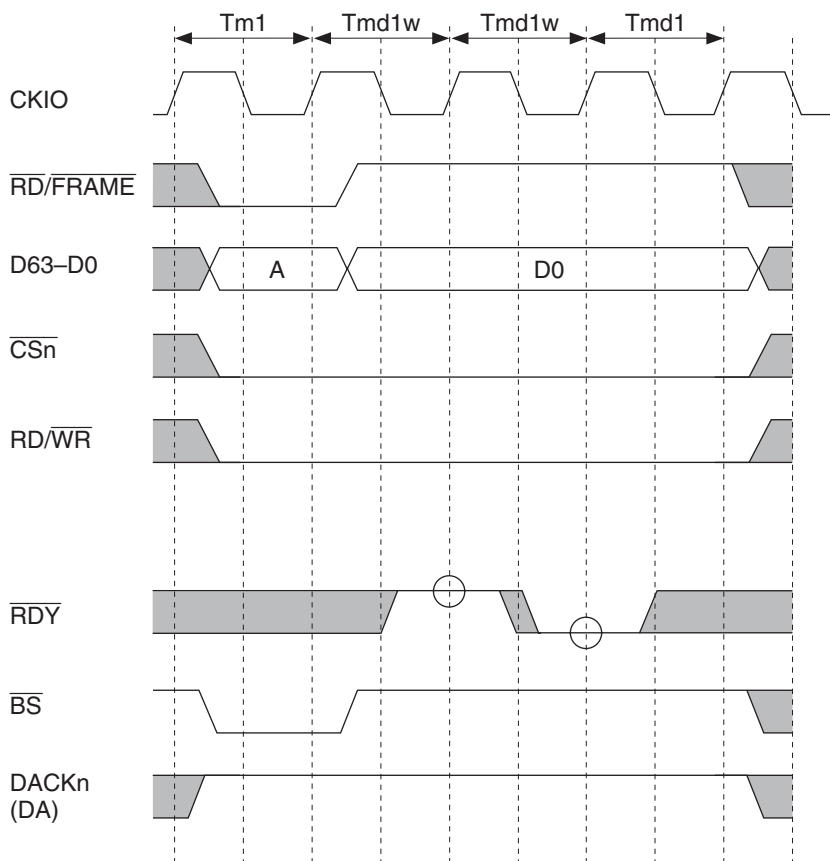 Tm1 Tmd1w Tmd1w Tmd1
CKIO
RD/FRAME
D63–D0 A D0
CSn
RD/WR
RDY
BS
DACKn
(DA)